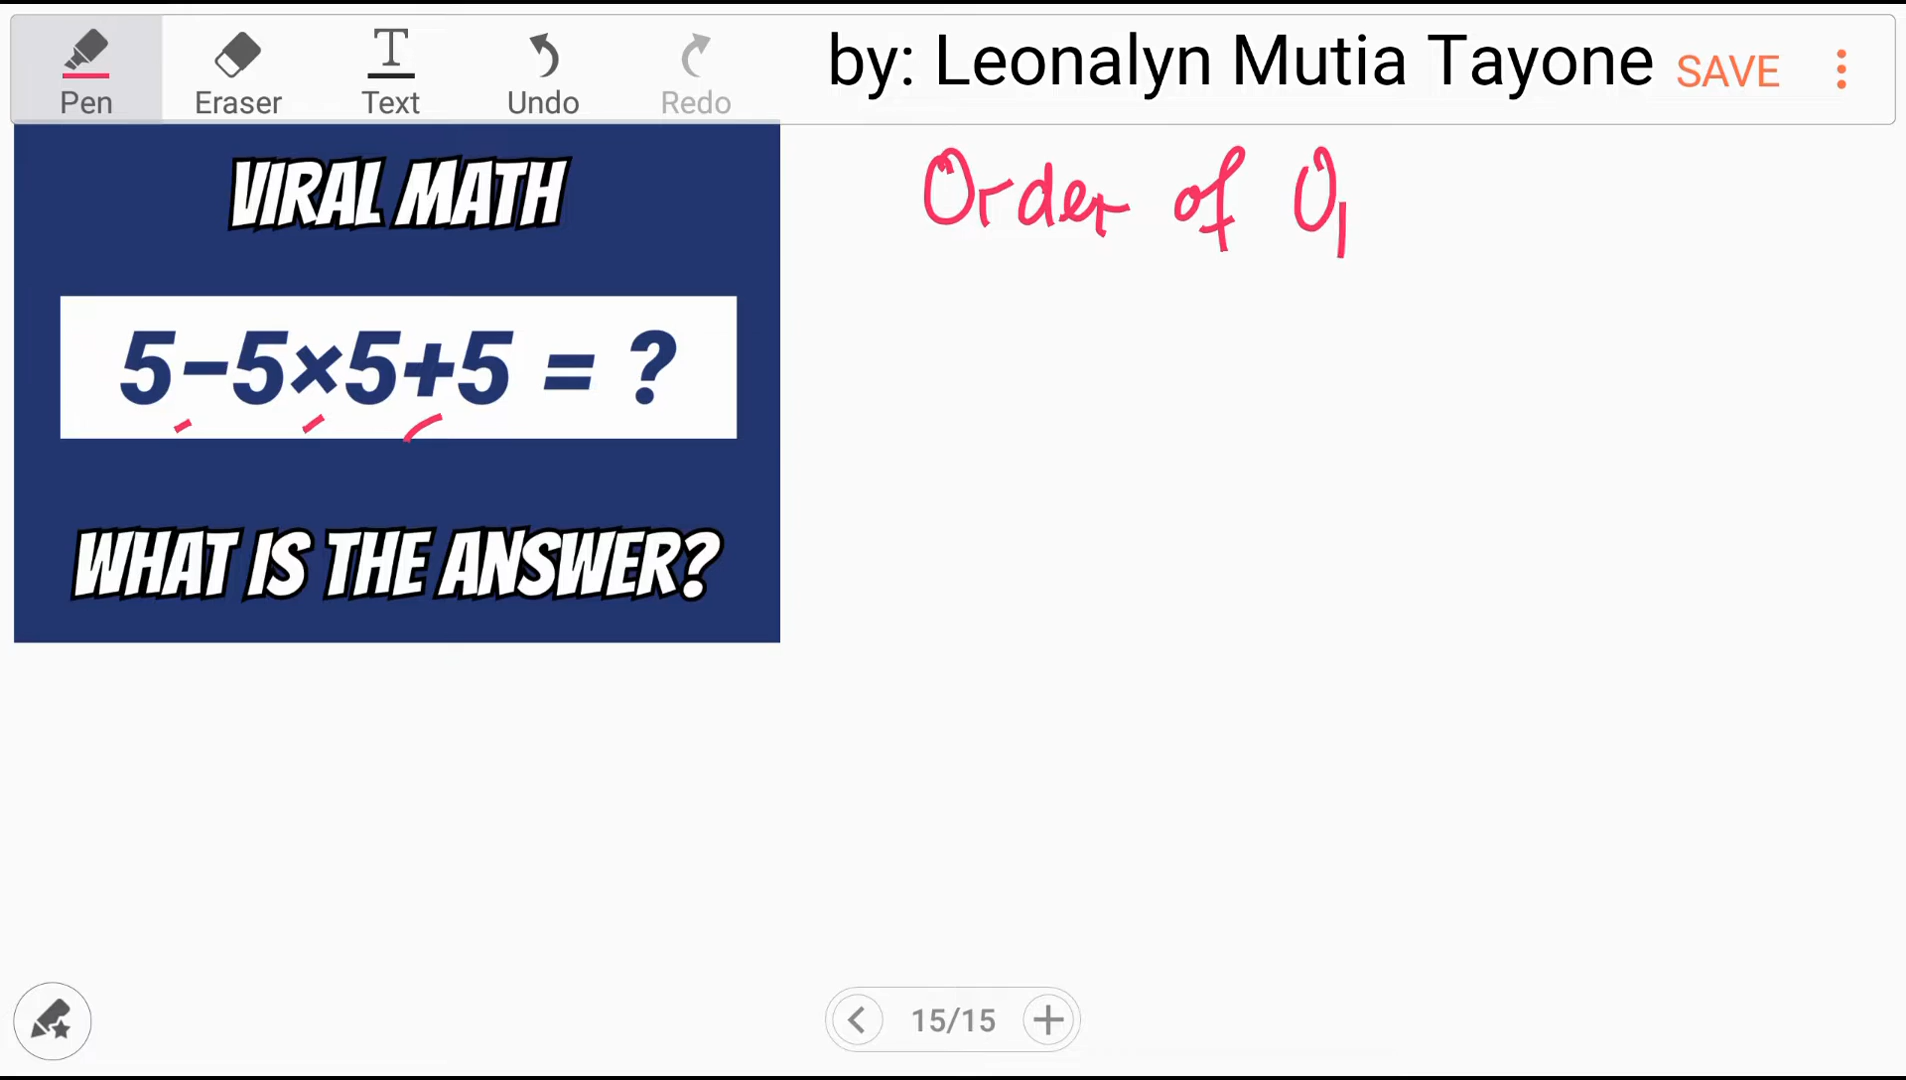 Pen
Eraser
Text
Undo
Redo
by: Leonalyn Mutia Tayone
SAVE
VIRAL MATH
5−5×5+5 = ?
WHAT IS THE ANSWER?
Order of O
15/15